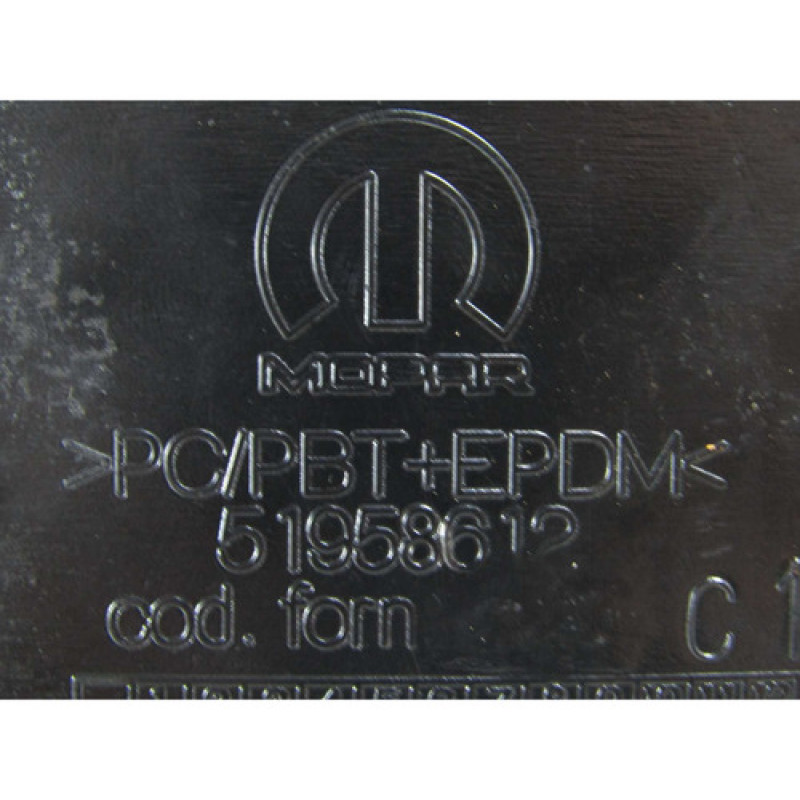 MOPAR
>PC/PBT+EPDM<
51958612
cod. forn C 1